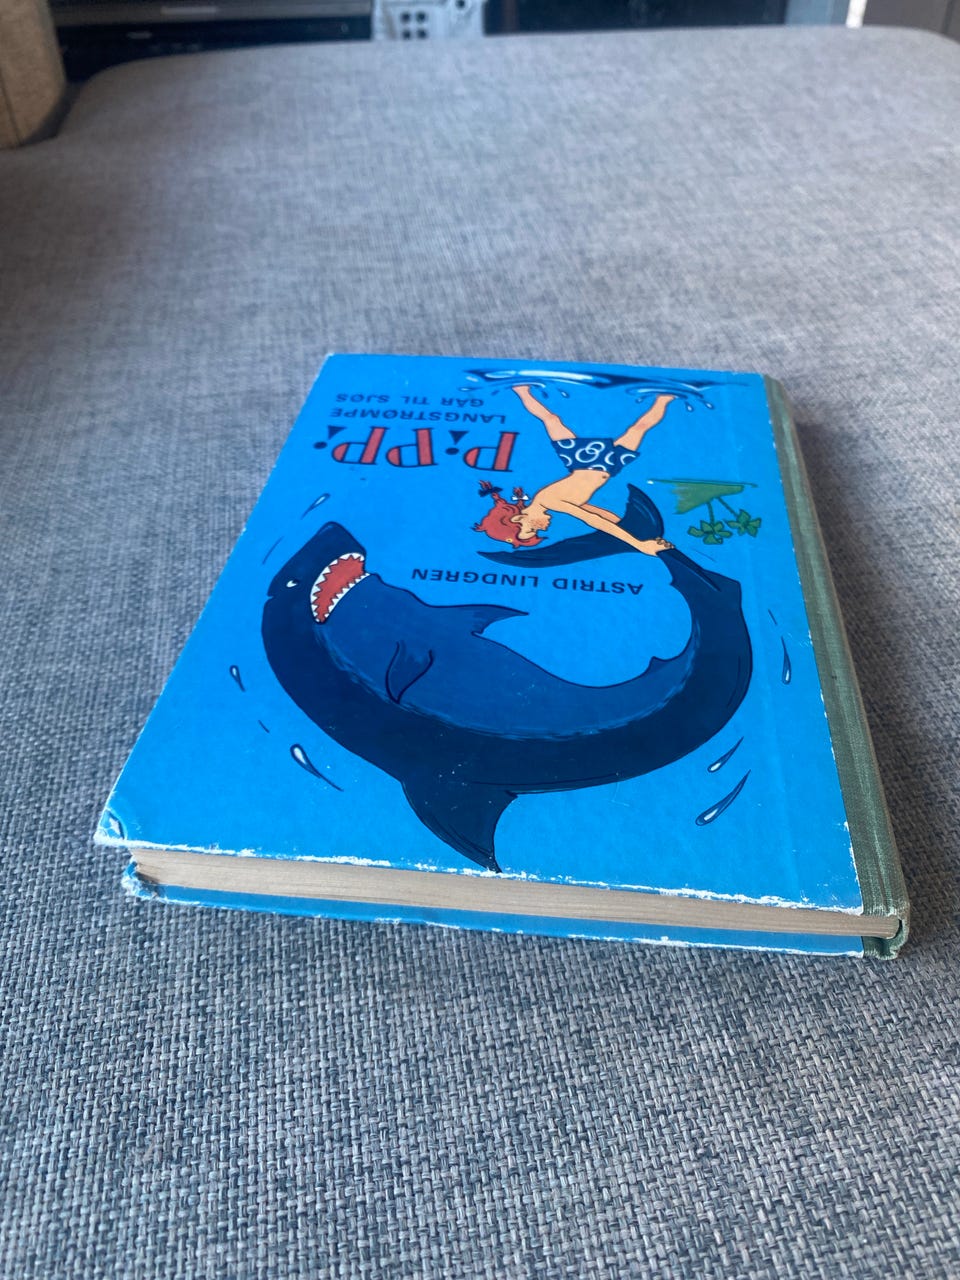 ASTRID LINDGREN
PiPPi
LANGSTRØMPE
GÅR TIL SJØS